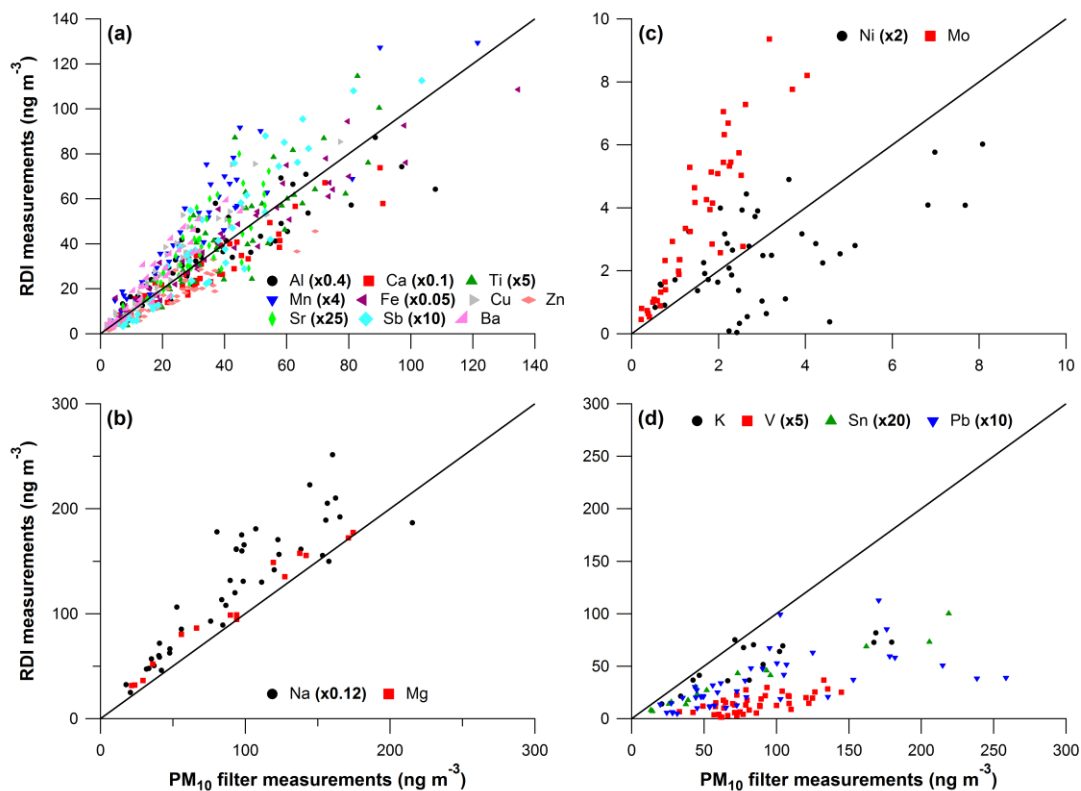 140
120
100
80
60
40
20
0
RDI measurements (ng m⁻³)
(a)
Al (x0.4) Ca (x0.1) Ti (x5)
Mn (x4) Fe (x0.05) Cu Zn
Sr (x25) Sb (x10) Ba
0 20 40 60 80 100 120 140
10
8
6
4
2
0
(c)
Ni (x2) Mo
0 2 4 6 8 10
300
200
100
0
RDI measurements (ng m⁻³)
(b)
Na (x0.12) Mg
0 100 200 300
PM₁₀ filter measurements (ng m⁻³)
300
250
200
150
100
50
0
(d)
K V (x5) Sn (x20) Pb (x10)
0 50 100 150 200 250 300
PM₁₀ filter measurements (ng m⁻³)